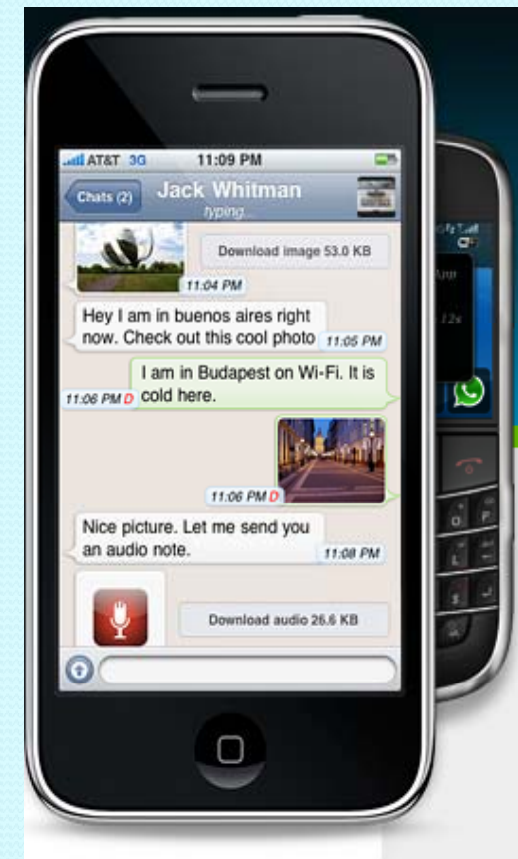 AT&T 3G 11:09 PM
Chats (2) Jack Whitman
typing...
Download image 53.0 KB
11:04 PM
Hey I am in buenos aires right
now. Check out this cool photo 11:05 PM
I am in Budapest on Wi-Fi. It is
11:06 PM D cold here.
11:06 PM D
Nice picture. Let me send you
an audio note. 11:08 PM
Download audio 26.6 KB